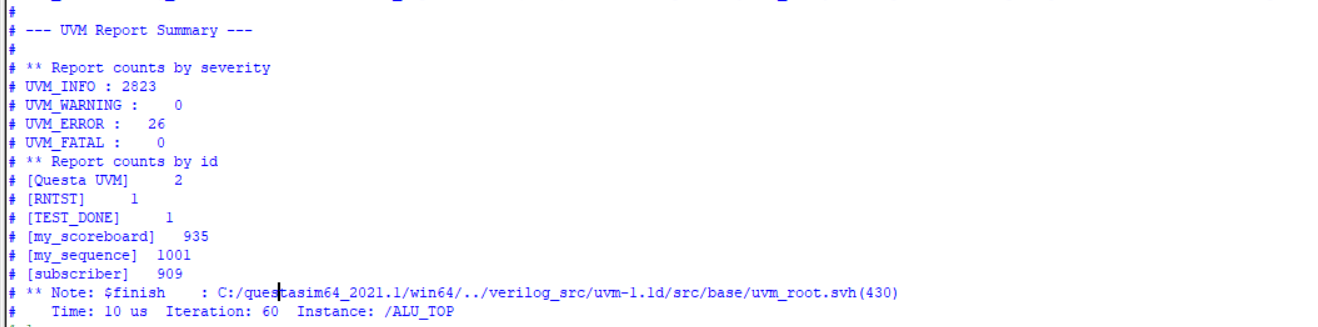 #
# --- UVM Report Summary ---
#
# ** Report counts by severity
# UVM_INFO : 2823
# UVM_WARNING :    0
# UVM_ERROR :   26
# UVM_FATAL :    0
# ** Report counts by id
# [Questa UVM]     2
# [RNTST]     1
# [TEST_DONE]     1
# [my_scoreboard]   935
# [my_sequence]  1001
# [subscriber]   909
# ** Note: $finish    : C:/questasim64_2021.1/win64/../verilog_src/uvm-1.1d/src/base/uvm_root.svh(430)
#    Time: 10 us  Iteration: 60  Instance: /ALU_TOP